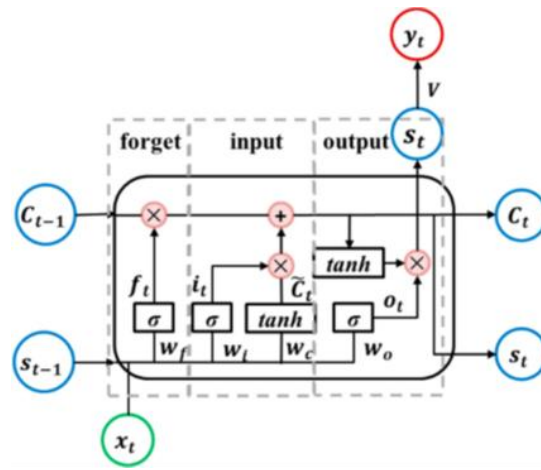 y_t
V
s_t
forget input output
C_{t-1} × + C_t
tanh ×
f_t i_t × C̃_t o_t
σ σ tanh σ
s_{t-1} w_f w_i w_c w_o s_t
x_t